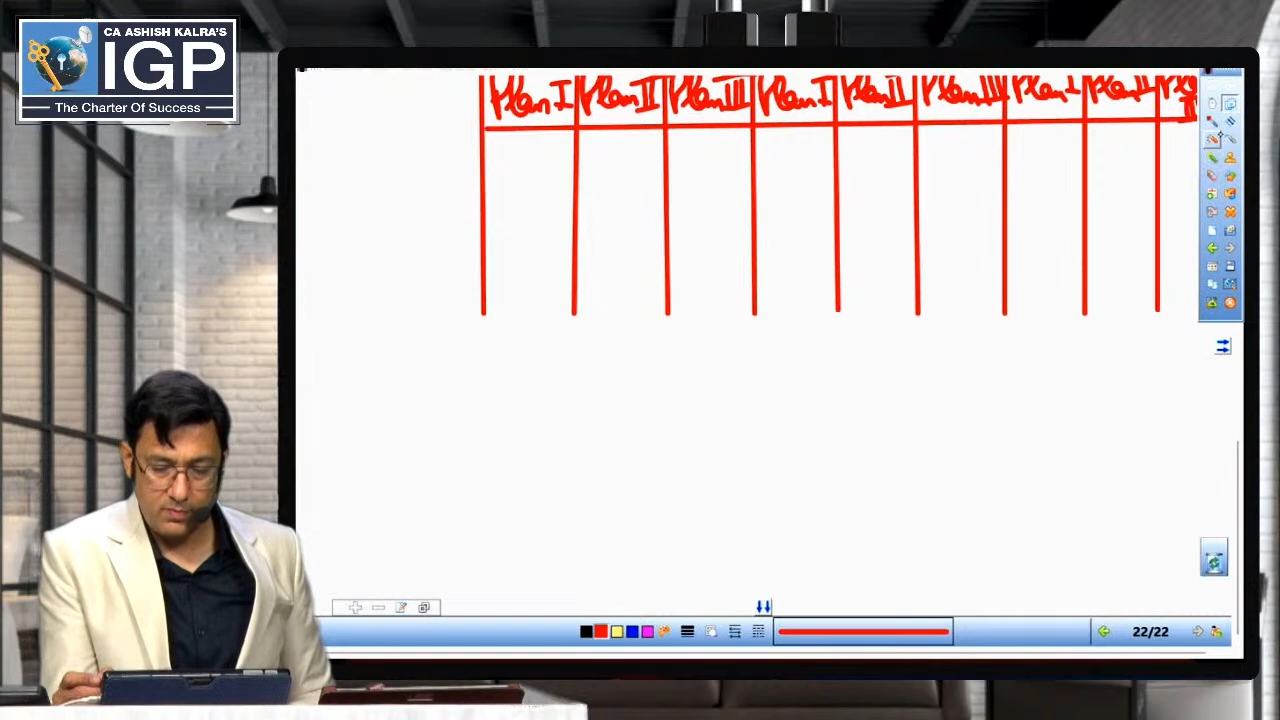 CA ASHISH KALRA'S
IGP
The Charter Of Success
Plan I Plan II Plan III Plan I Plan II Plan III Plan I Plan II
22/22